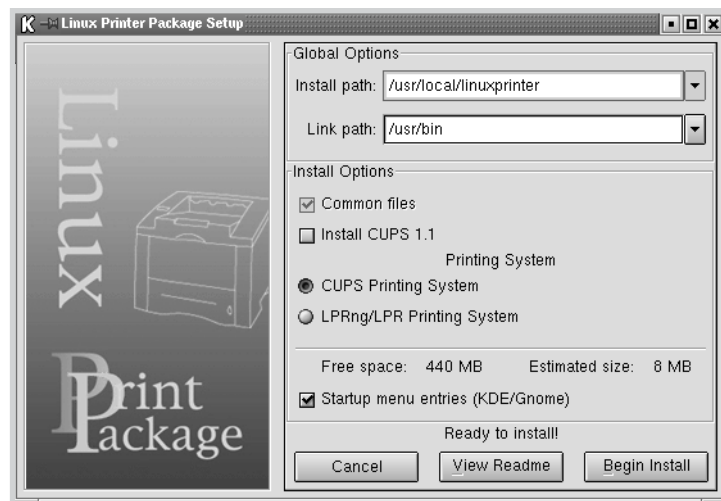 Linux Printer Package Setup
Linux
Print
Package
Global Options
Install path: /usr/local/linuxprinter
Link path: /usr/bin
Install Options
Common files
Install CUPS 1.1
Printing System
CUPS Printing System
LPRng/LPR Printing System
Free space: 440 MB Estimated size: 8 MB
Startup menu entries (KDE/Gnome)
Ready to install!
Cancel View Readme Begin Install